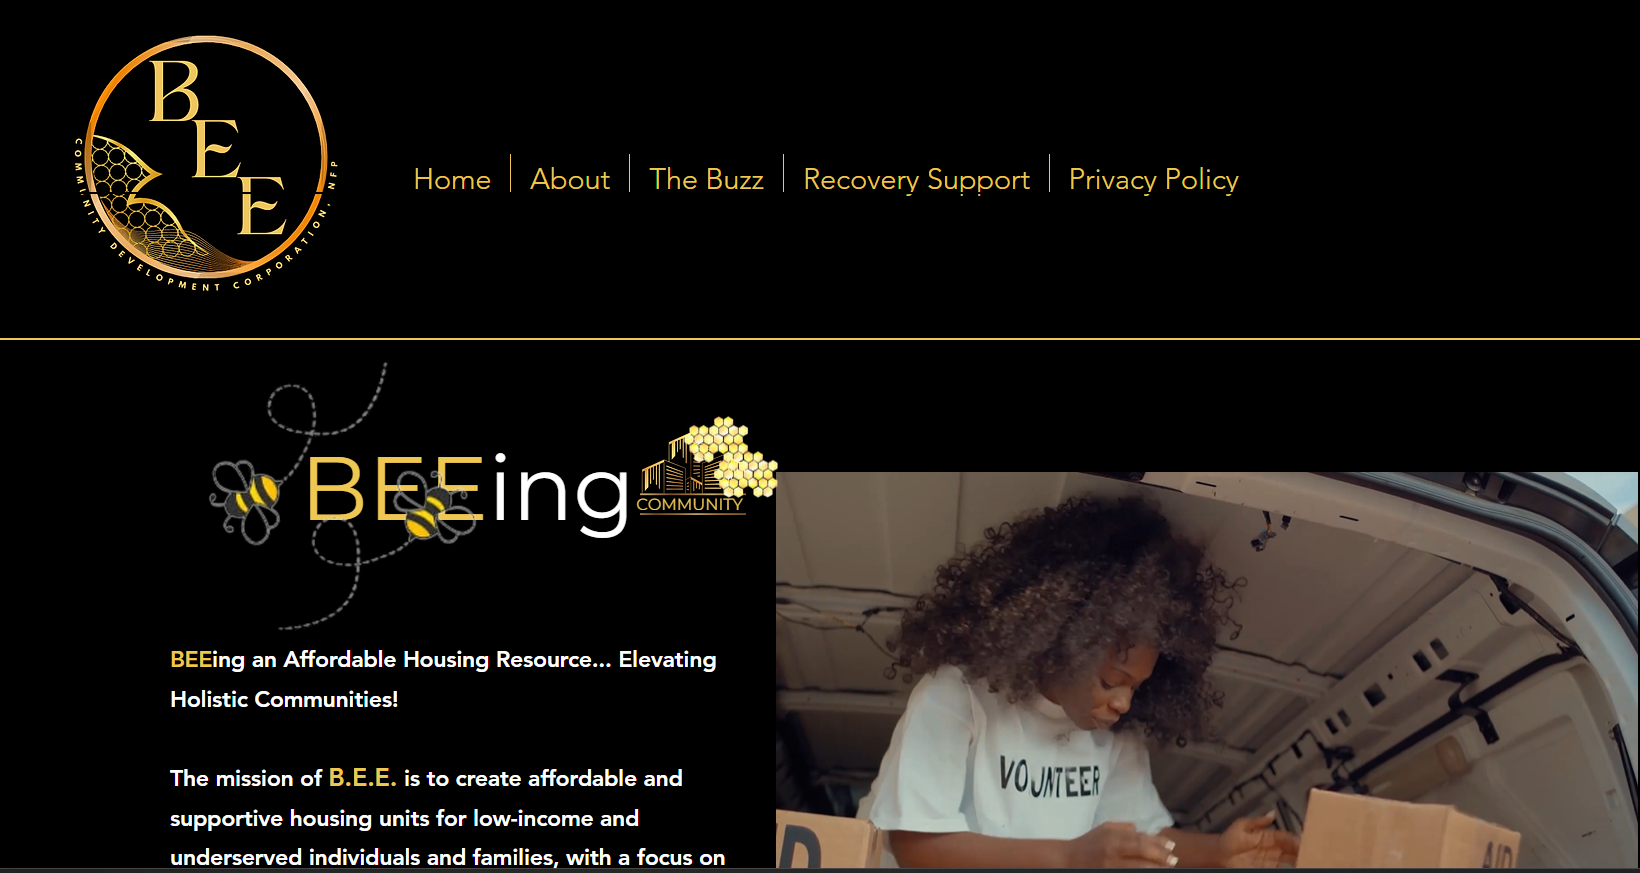 B
E
E
COMMUNITY DEVELOPMENT CORPORATION, NFP
Home
About
The Buzz
Recovery Support
Privacy Policy
BEEing
COMMUNITY
BEEing an Affordable Housing Resource... Elevating
Holistic Communities!
The mission of B.E.E. is to create affordable and
supportive housing units for low-income and
underserved individuals and families, with a focus on
VOUNTEER
D
AID